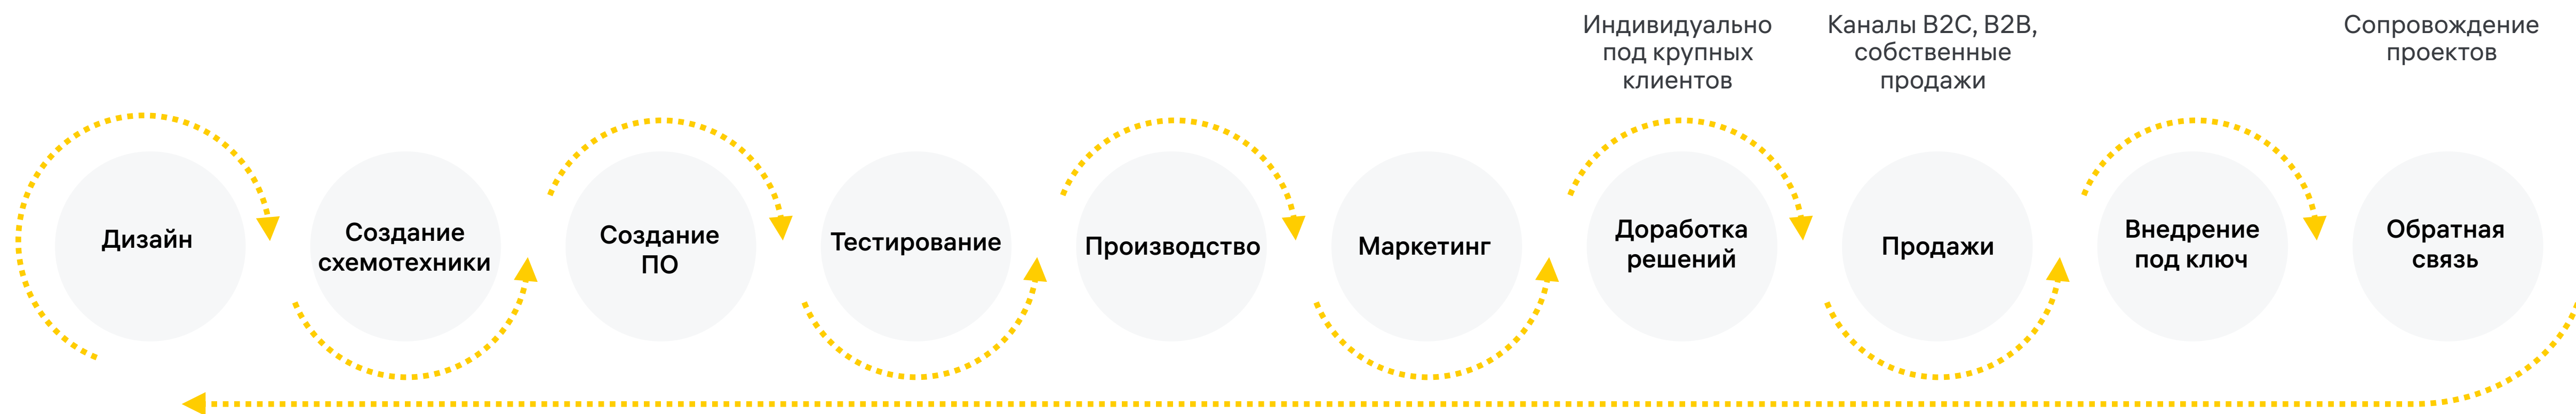 Индивидуально
под крупных
клиентов
Каналы B2C, B2B,
собственные
продажи
Сопровождение
проектов
Дизайн
Создание
схемотехники
Создание
ПО
Тестирование
Производство
Маркетинг
Доработка
решений
Продажи
Внедрение
под ключ
Обратная
связь